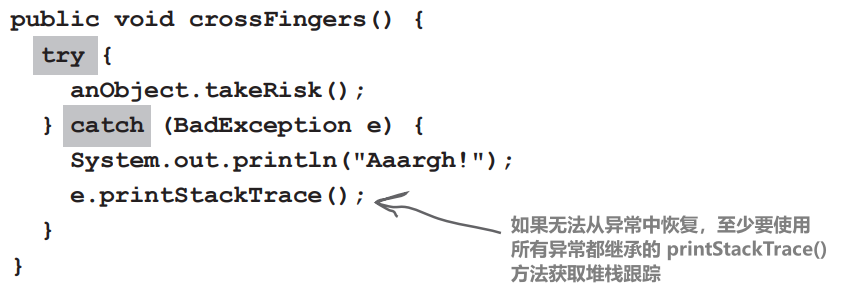 public void crossFingers() {
try {
anObject.takeRisk();
} catch (BadException e) {
System.out.println("Aaargh!");
e.printStackTrace();
}
}
如果无法从异常中恢复，至少要使用
所有异常都继承的 printStackTrace()
方法获取堆栈跟踪